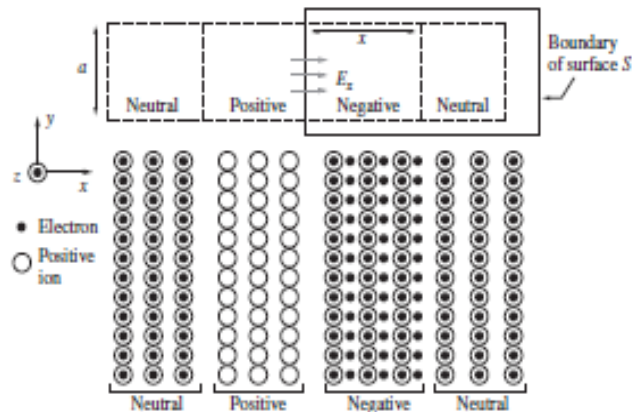 x
Boundary
of surface S
a
E_x
Neutral Positive Negative Neutral
y
z x
Electron
Positive
ion
Neutral Positive Negative Neutral